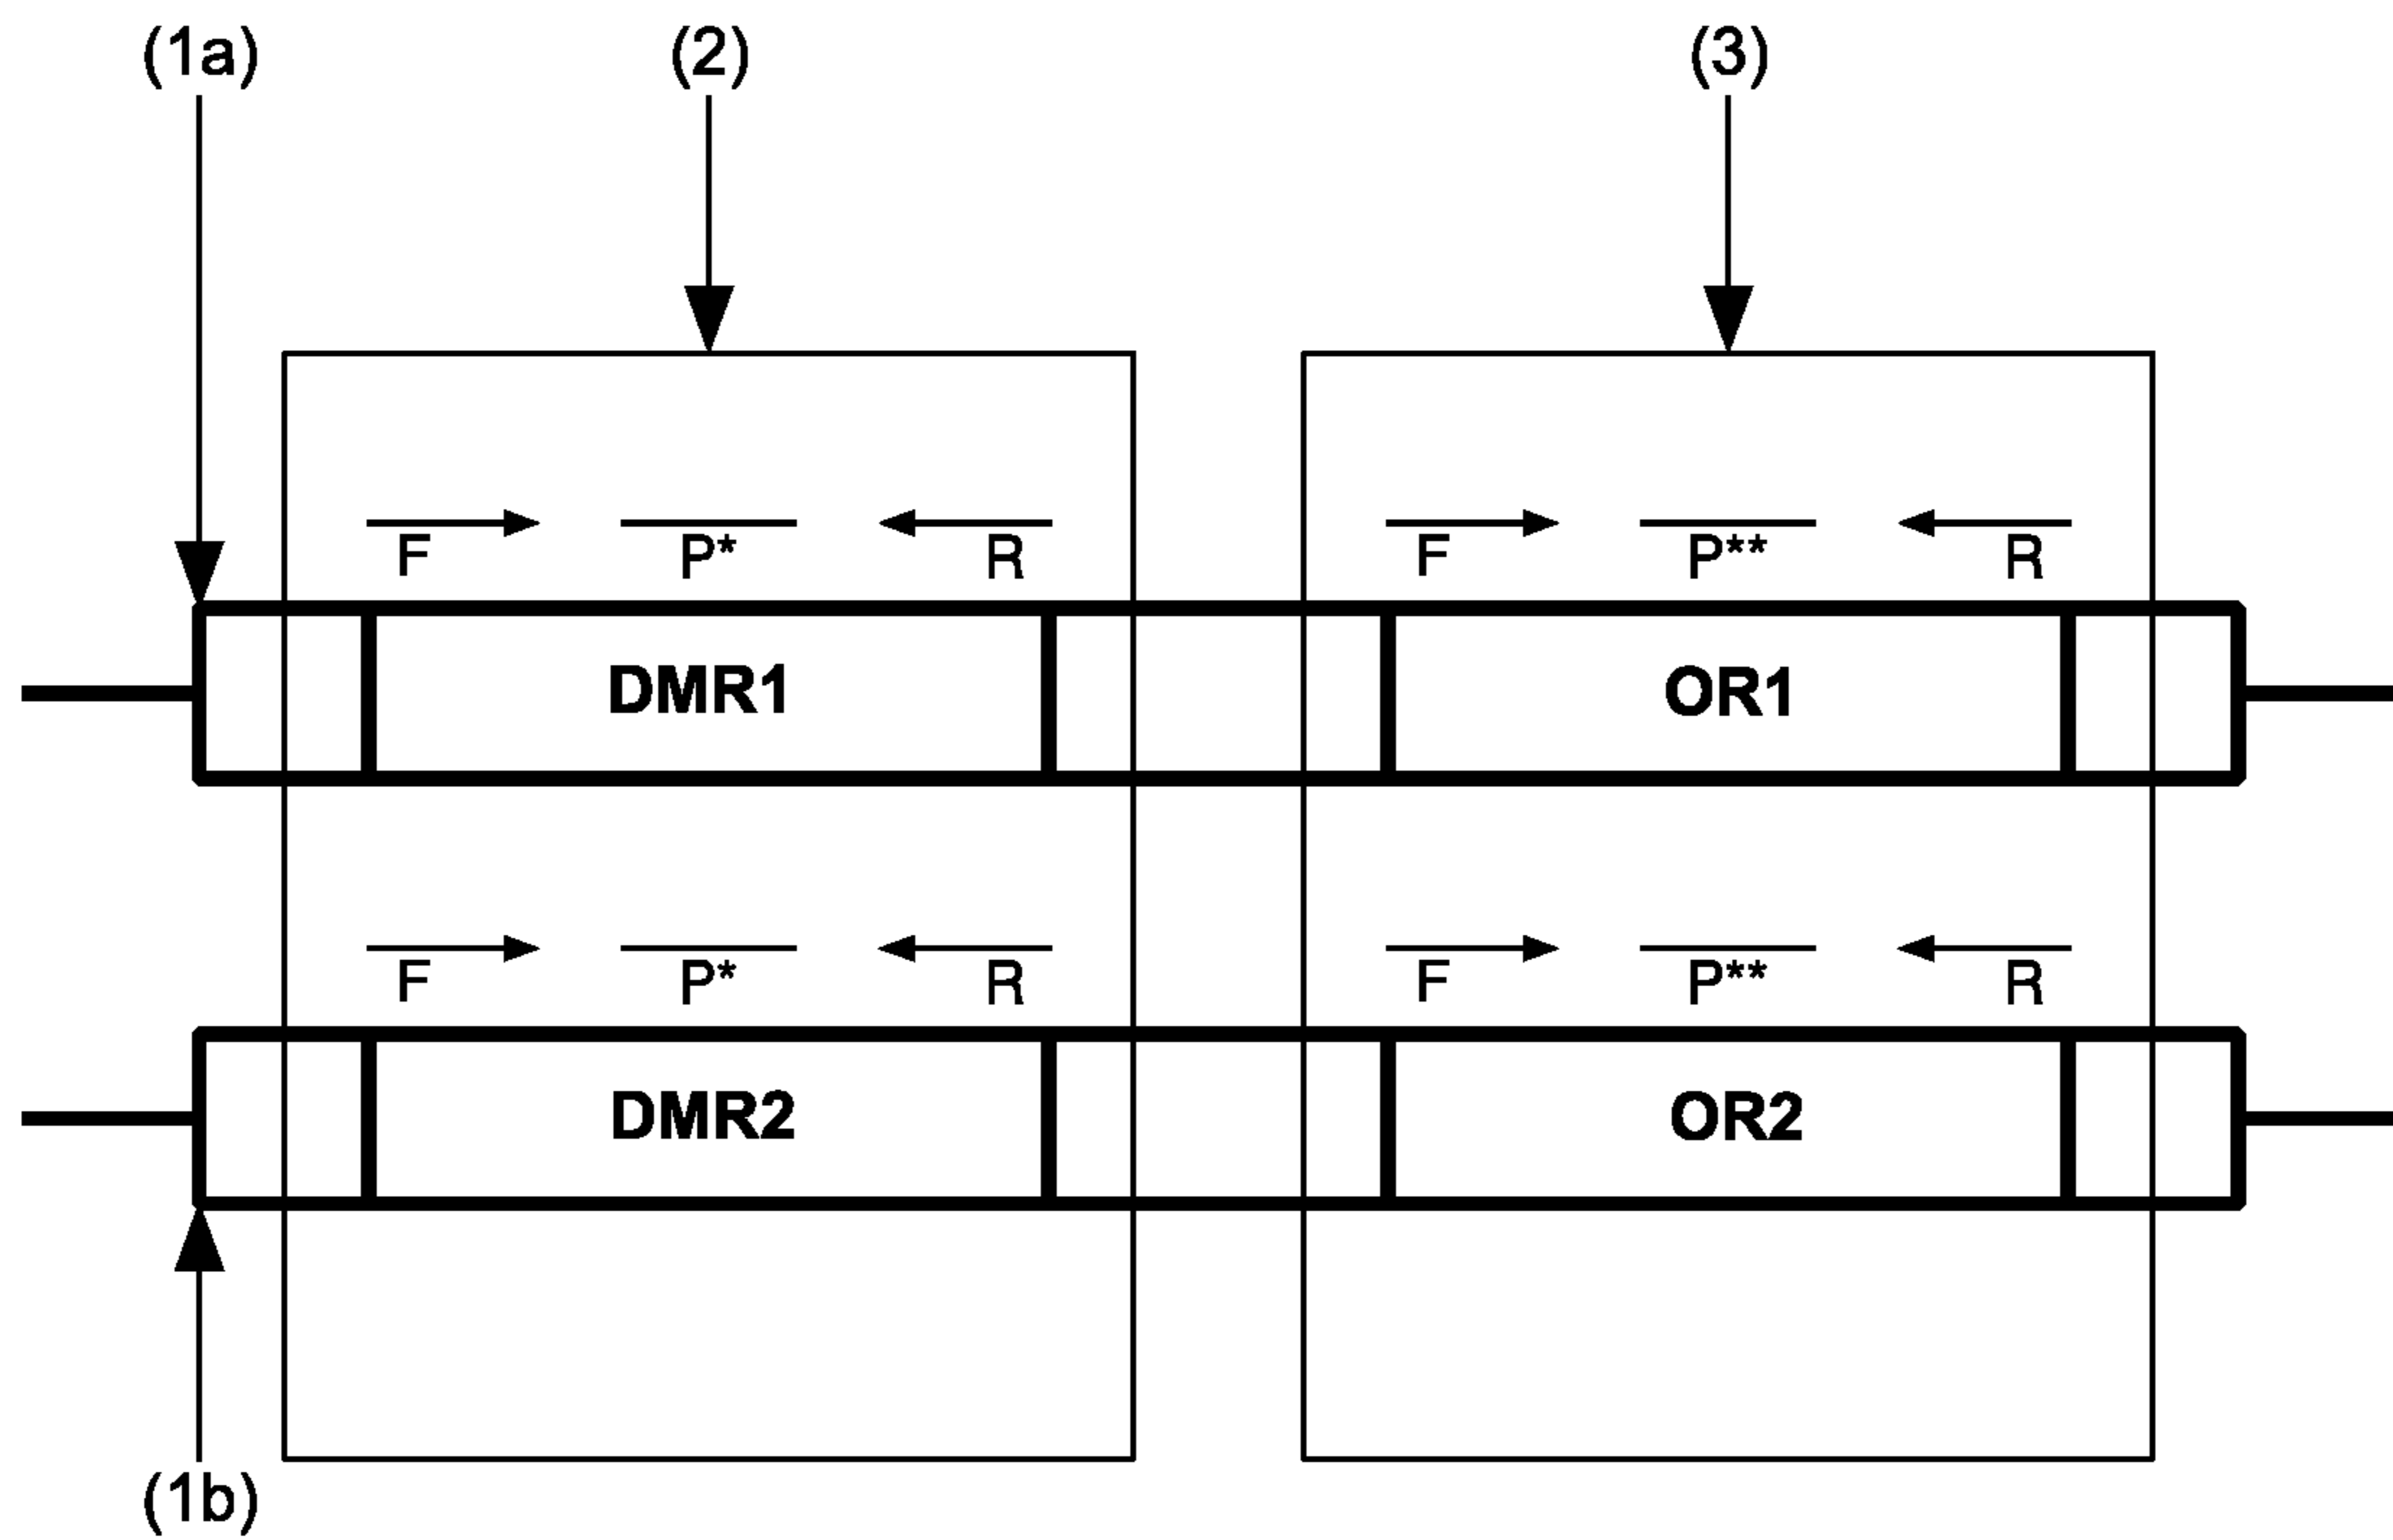 (1a) (2) (3)
F P* R F P** R
DMR1 OR1
F P* R F P** R
DMR2 OR2
(1b)